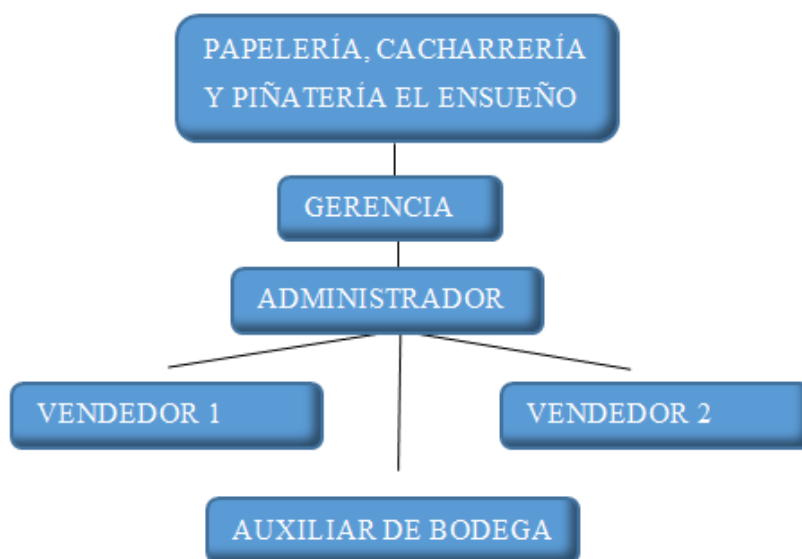 PAPELERÍA, CACHARRERÍA
Y PIÑATERÍA EL ENSUEÑO
GERENCIA
ADMINISTRADOR
VENDEDOR 1
VENDEDOR 2
AUXILIAR DE BODEGA